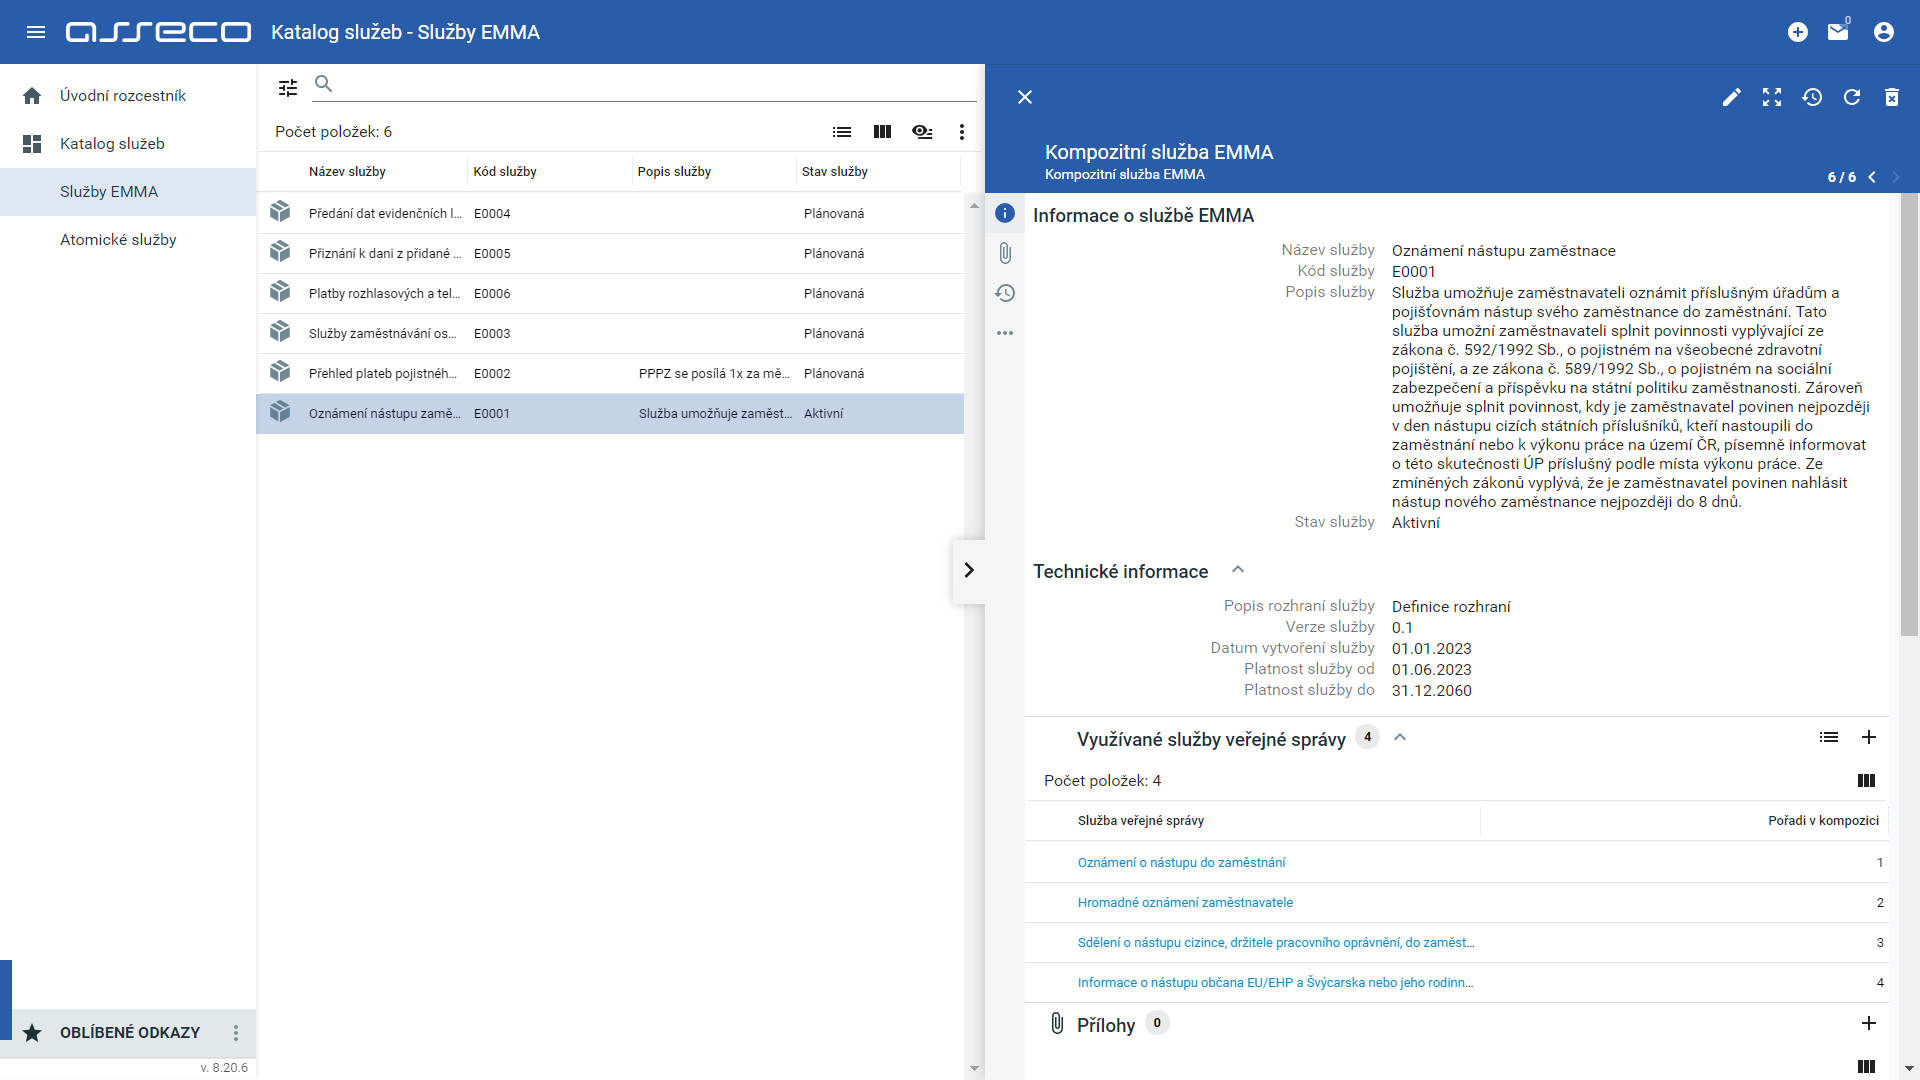 asseco
Katalog služeb - Služby EMMA
0
Úvodní rozcestník
Katalog služeb
Služby EMMA
Atomické služby
OBLÍBENÉ ODKAZY
v. 8.20.6
Počet položek: 6
Název služby Kód služby Popis služby Stav služby
Předání dat evidenčních l... E0004 Plánovaná
Přiznání k dani z přidané ... E0005 Plánovaná
Platby rozhlasových a tel... E0006 Plánovaná
Služby zaměstnávání os... E0003 Plánovaná
Přehled plateb pojistnéh... E0002 PPPZ se posílá 1x za mě... Plánovaná
Oznámení nástupu zamě... E0001 Služba umožňuje zaměst... Aktivní
Kompozitní služba EMMA
Kompozitní služba EMMA
6 / 6
Informace o službě EMMA
Název služby Oznámení nástupu zaměstnace
Kód služby E0001
Popis služby Služba umožňuje zaměstnavateli oznámit příslušným úřadům a
pojišťovnám nástup svého zaměstnance do zaměstnání. Tato
služba umožní zaměstnavateli splnit povinnosti vyplývající ze
zákona č. 592/1992 Sb., o pojistném na všeobecné zdravotní
pojištění, a ze zákona č. 589/1992 Sb., o pojistném na sociální
zabezpečení a příspěvku na státní politiku zaměstnanosti. Zároveň
umožňuje splnit povinnost, kdy je zaměstnavatel povinen nejpozději
v den nástupu cizích státních příslušníků, kteří nastoupili do
zaměstnání nebo k výkonu práce na území ČR, písemně informovat
o této skutečnosti ÚP příslušný podle místa výkonu práce. Ze
zmíněných zákonů vyplývá, že je zaměstnavatel povinen nahlásit
nástup nového zaměstnance nejpozději do 8 dnů.
Stav služby Aktivní
Technické informace
Popis rozhraní služby Definice rozhraní
Verze služby 0.1
Datum vytvoření služby 01.01.2023
Platnost služby od 01.06.2023
Platnost služby do 31.12.2060
Využívané služby veřejné správy 4
Počet položek: 4
Služba veřejné správy Pořadi v kompozici
Oznámení o nástupu do zaměstnání 1
Hromadné oznámení zaměstnavatele 2
Sdělení o nástupu cizince, držitele pracovního oprávnění, do zaměst... 3
Informace o nástupu občana EU/EHP a Švýcarska nebo jeho rodinn... 4
Přílohy 0